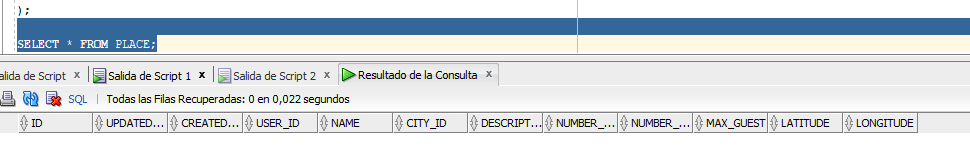 );
SELECT * FROM PLACE;
alida de Script x Salida de Script 1 x Salida de Script 2 x Resultado de la Consulta x
SQL | Todas las Filas Recuperadas: 0 en 0,022 segundos
ID UPDATED... CREATED... USER_ID NAME CITY_ID DESCRIPT... NUMBER_... NUMBER_... MAX_GUEST LATITUDE LONGITUDE